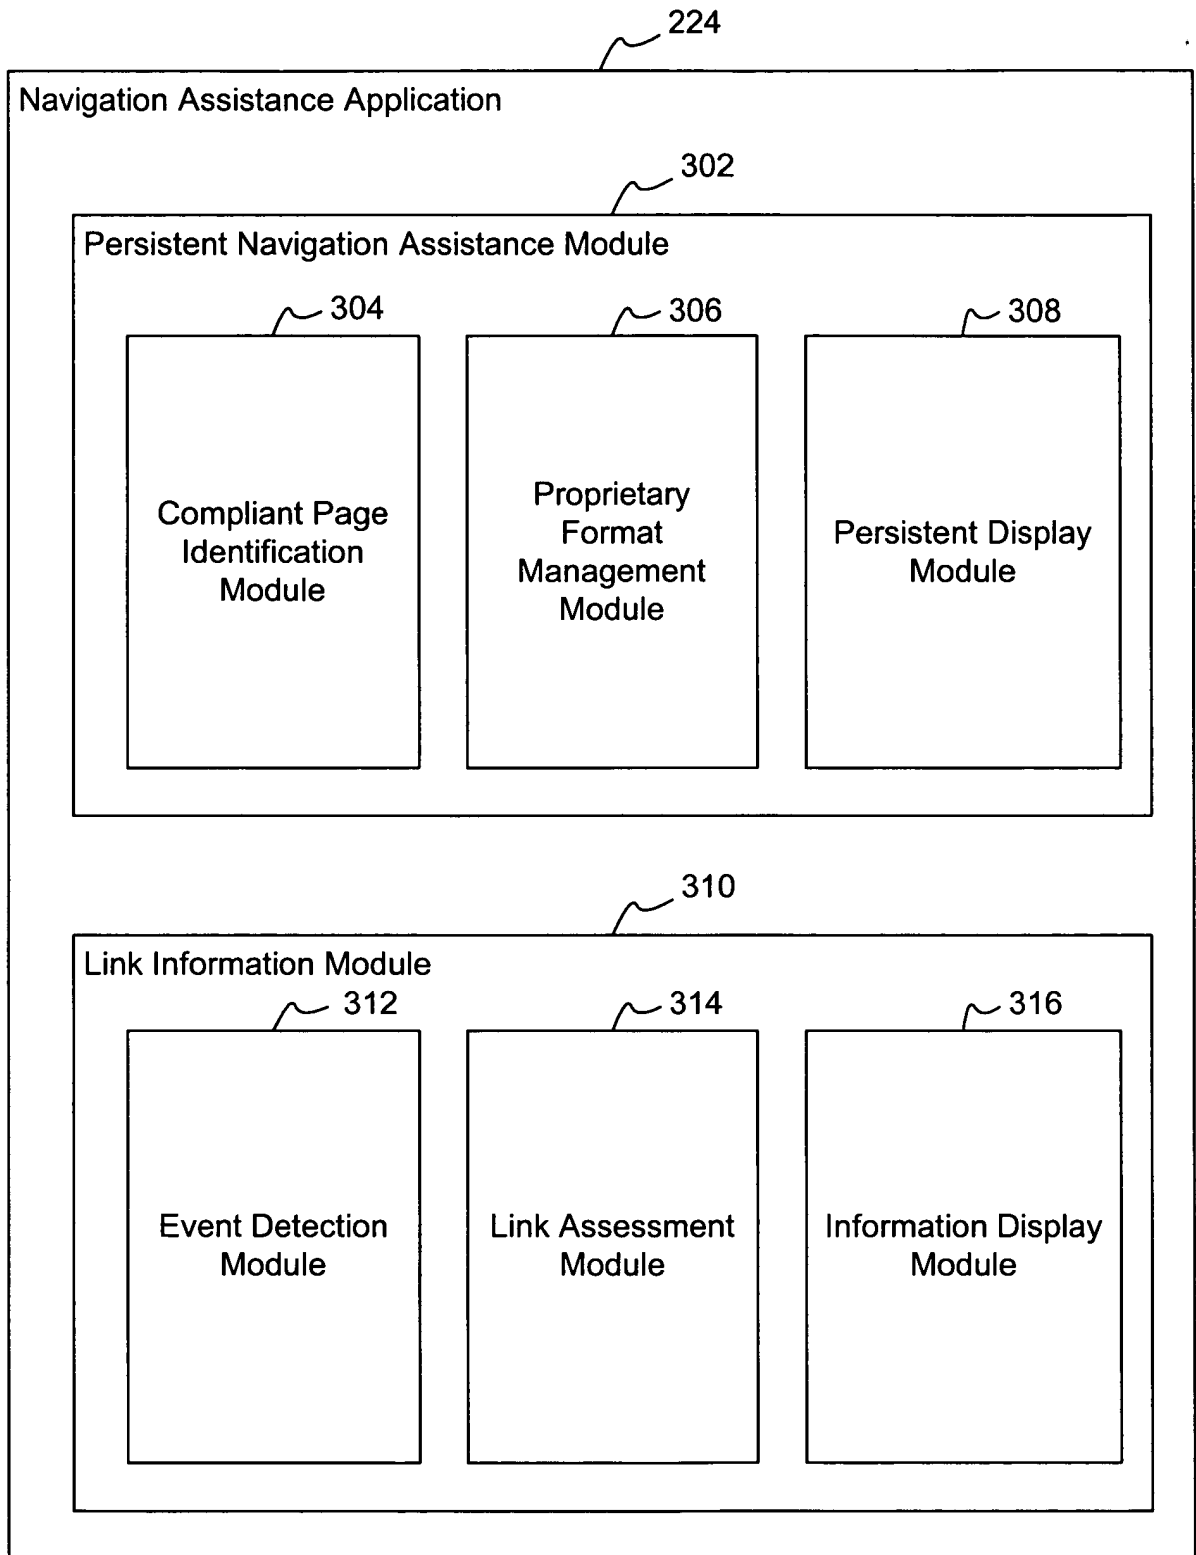 224
Navigation Assistance Application
302
Persistent Navigation Assistance Module
304
306
308
Compliant Page
Identification
Module
Proprietary
Format
Management
Module
Persistent Display
Module
310
Link Information Module
312
314
316
Event Detection
Module
Link Assessment
Module
Information Display
Module